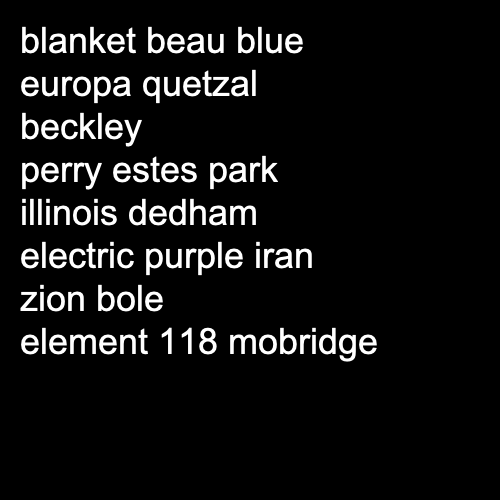 blanket beau blue
europa quetzal
beckley
perry estes park
illinois dedham
electric purple iran
zion bole
element 118 mobridge